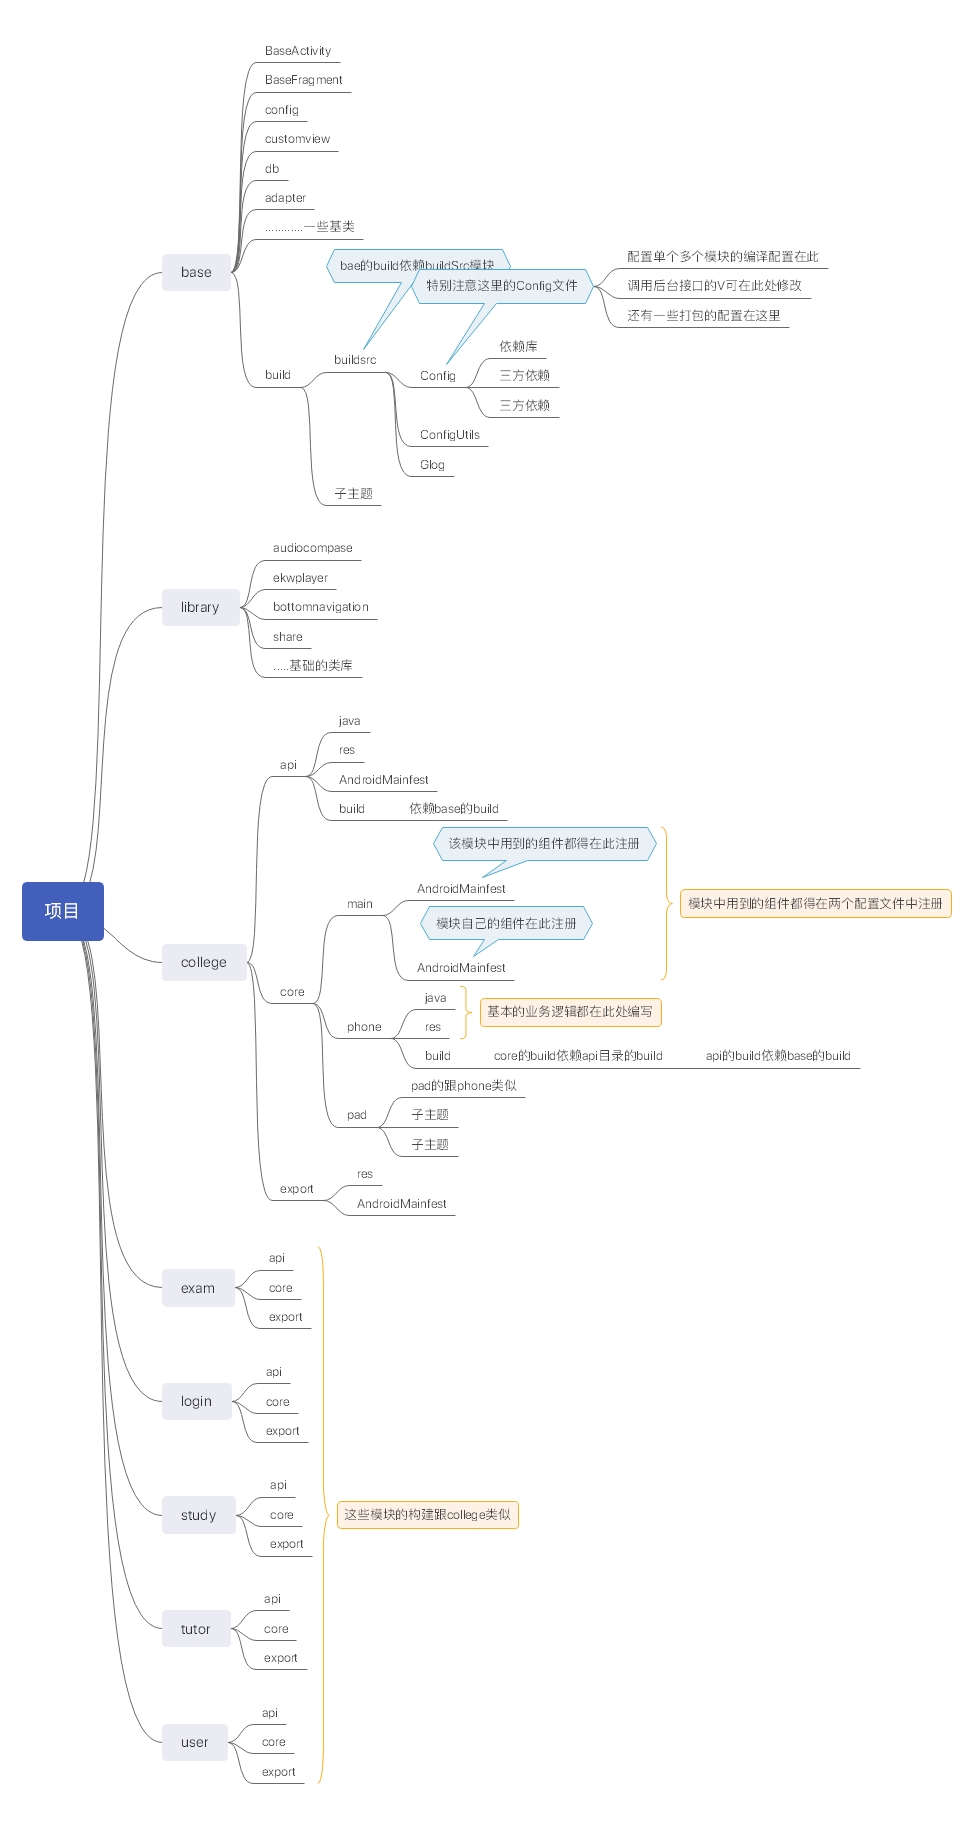 BaseActivity
BaseFragment
config
customview
db
adapter
............一些基类
base
bae的build依赖buildSrc模块
特别注意这里的Config文件
配置单个多个模块的编译配置在此
调用后台接口的V可在此处修改
还有一些打包的配置在这里
build
buildsrc
Config
依赖库
三方依赖
三方依赖
ConfigUtils
Glog
子主题
audiocompase
ekwplayer
library
bottomnavigation
share
.....基础的类库
java
res
api
AndroidMainfest
build
依赖base的build
该模块中用到的组件都得在此注册
AndroidMainfest
main
模块中用到的组件都得在两个配置文件中注册
项目
模块自己的组件在此注册
college
AndroidMainfest
core
java
基本的业务逻辑都在此处编写
phone
res
build
core的build依赖api目录的build
api的build依赖base的build
pad的跟phone类似
pad
子主题
子主题
res
export
AndroidMainfest
api
exam
core
export
api
login
core
export
api
study
core
这些模块的构建跟college类似
export
api
tutor
core
export
api
user
core
export